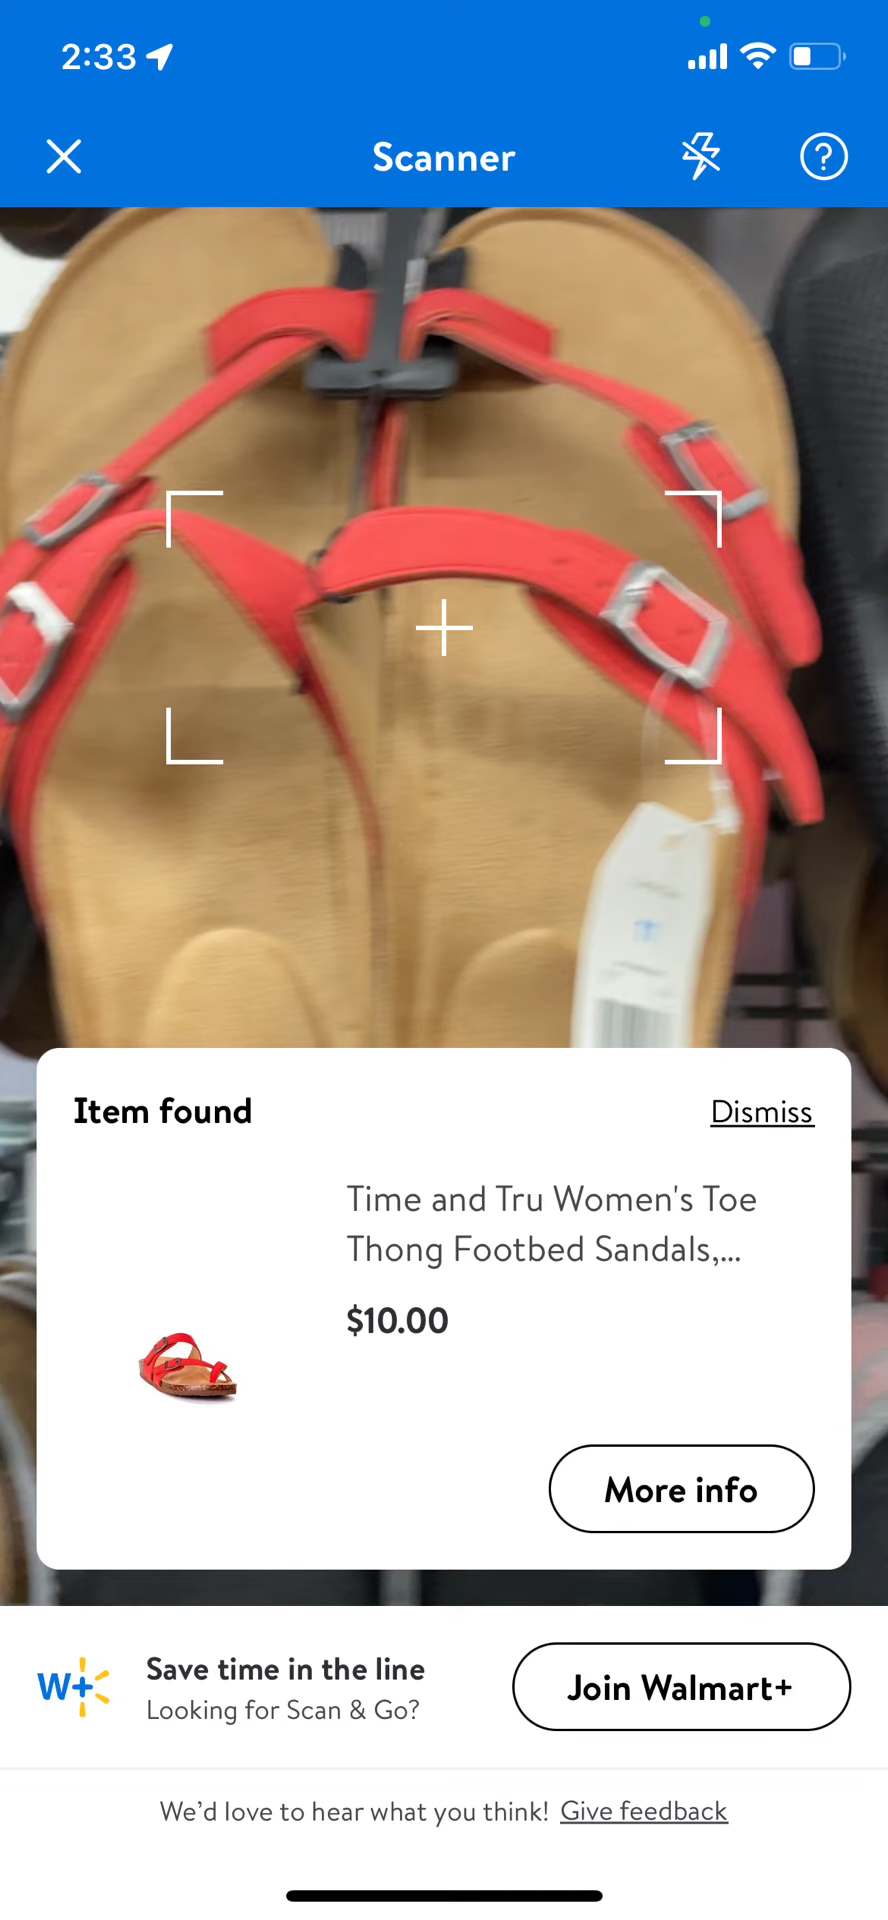 2:33
Scanner
Item found
Dismiss
Time and Tru Women's Toe
Thong Footbed Sandals,...
$10.00
More info
W+
Save time in the line
Looking for Scan & Go?
Join Walmart+
We'd love to hear what you think! Give feedback